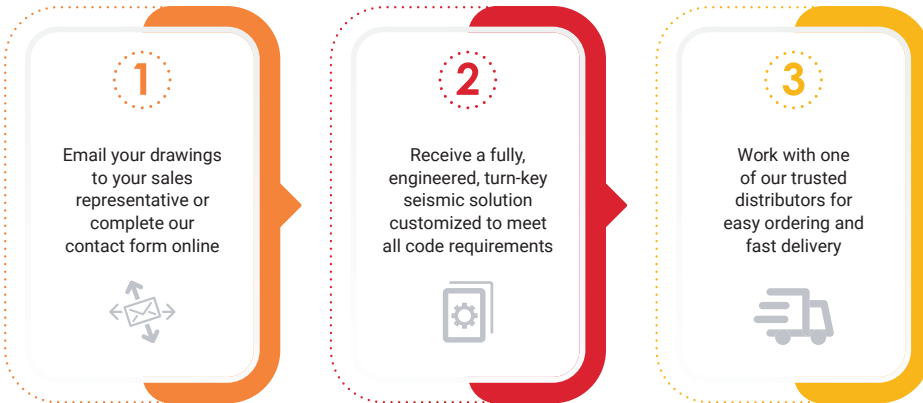 1
Email your drawings
to your sales
representative or
complete our
contact form online
2
Receive a fully,
engineered, turn-key
seismic solution
customized to meet
all code requirements
3
Work with one
of our trusted
distributors for
easy ordering and
fast delivery